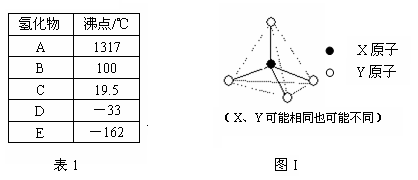 氢化物 沸点/℃
A 1317
B 100
C 19.5
D －33
E －162
表 1
X 原子
Y 原子
（X、Y 可能相同也可能不同）
图 I